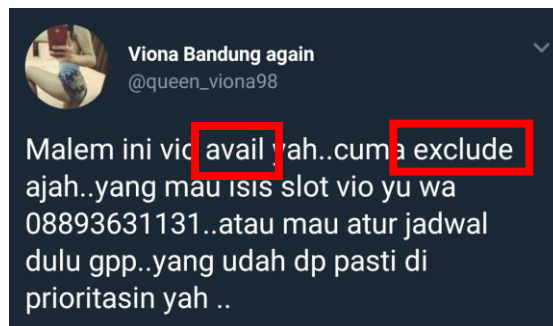 Viona Bandung again
@queen_viona98
Malem ini vio avail yah..cuma exclude
ajah..yang mau isis slot vio yu wa
08893631131..atau mau atur jadwal
dulu gpp..yang udah dp pasti di
prioritasin yah ..